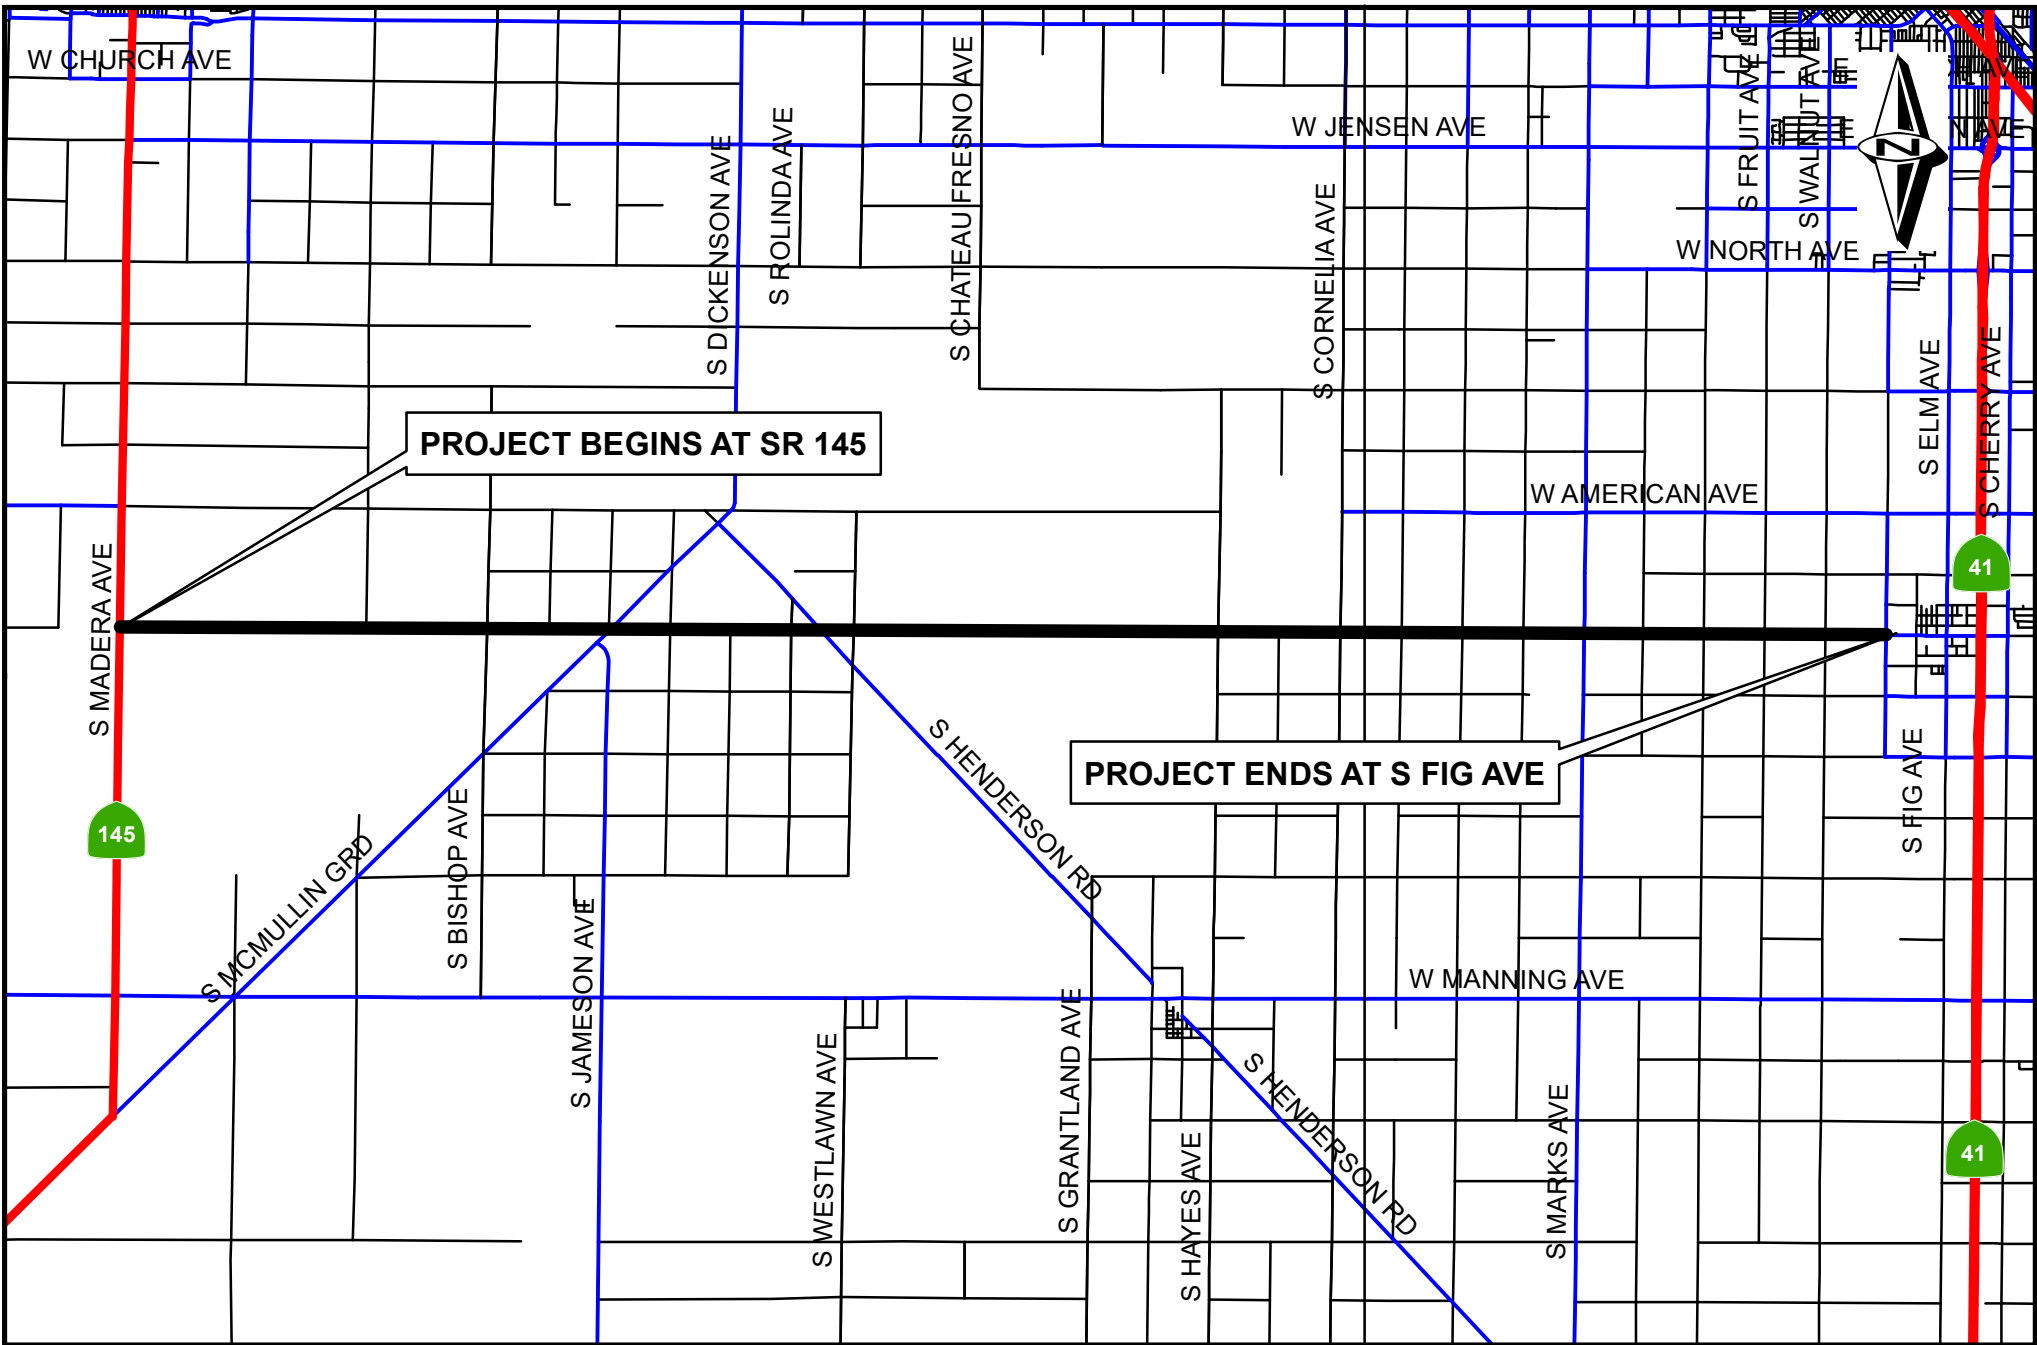 W CHURCH AVE
S DICKENSON AVE
S ROLINDA AVE
S CHATEAU FRESNO AVE
W JENSEN AVE
S CORNELIA AVE
S FRUIT AVE
S WALNUT AVE
N
N AVE
W NORTH AVE
S ELM AVE
S CHERRY AVE
PROJECT BEGINS AT SR 145
W AMERICAN AVE
41
S MADERA AVE
145
S MCMULLIN GRD
S BISHOP AVE
S JAMESON AVE
S HENDERSON RD
PROJECT ENDS AT S FIG AVE
S FIG AVE
W MANNING AVE
S WESTLAWN AVE
S GRANTLAND AVE
S HAYES AVE
S HENDERSON RD
S MARKS AVE
41